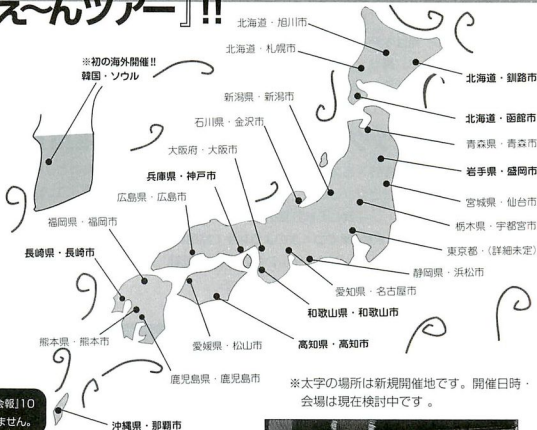 え〜んツアー』!!
※初の海外開催!!
韓国・ソウル
北海道・旭川市
北海道・札幌市
北海道・釧路市
北海道・函館市
新潟県・新潟市
石川県・金沢市
大阪府・大阪市
兵庫県・神戸市
広島県・広島市
福岡県・福岡市
長崎県・長崎市
青森県・青森市
岩手県・盛岡市
宮城県・仙台市
栃木県・宇都宮市
東京都・(詳細未定)
静岡県・浜松市
愛知県・名古屋市
和歌山県・和歌山市
高知県・高知市
愛媛県・松山市
熊本県・熊本市
鹿児島県・鹿児島市
沖縄県・那覇市
※太字の場所は新規開催地です。開催日時・
会場は現在検討中です。
会報』10
ません。